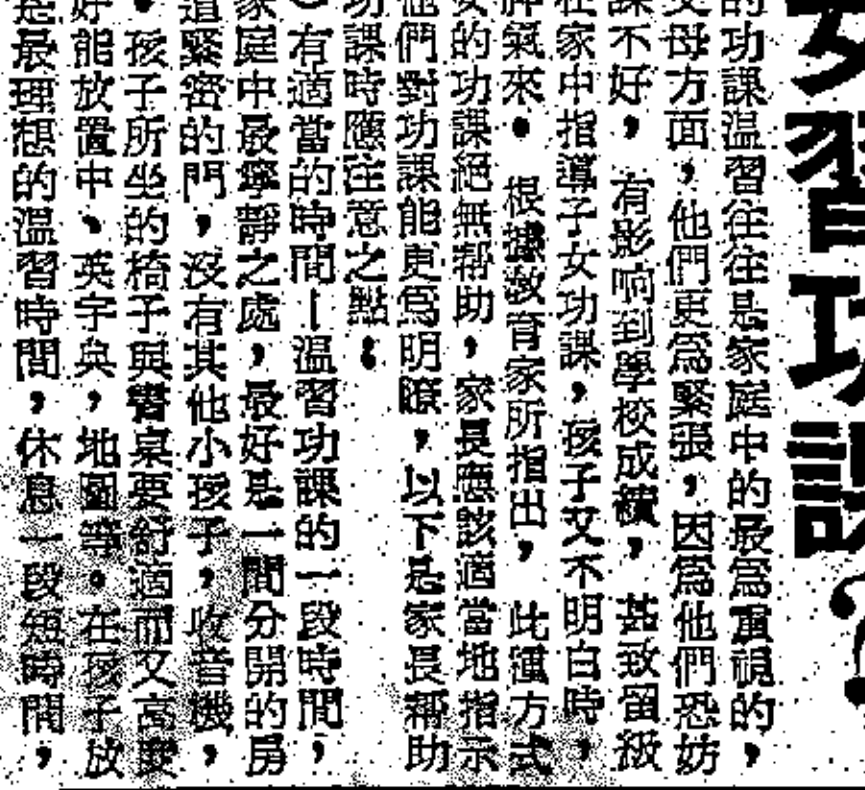 女習功課？
的功課溫習往往是家庭中的最爲重視的，
父母方面，他們更爲緊張，因爲他們恐妨
課不好，有影响到學校成績，甚致留級
在家中指導子女功課，孩子又不明白時，
脾氣來．根據敎育家所指出，此種方式
女的功課絕無帮助，家長應該適當地指示
他們對功課能更爲明瞭，以下是家長帮助
功課時應注意之點：
有適當的時間—溫習功課的一段時間，
家庭中最寧靜之處，最好是一間分開的房
道緊密的門，沒有其他小孩子，收音機，
．孩子所坐的椅子與書桌要舒適而又高度
好能放置中、英字典，地圖等。在孩子放
是最理想的溫習時間，休息一段短時間，